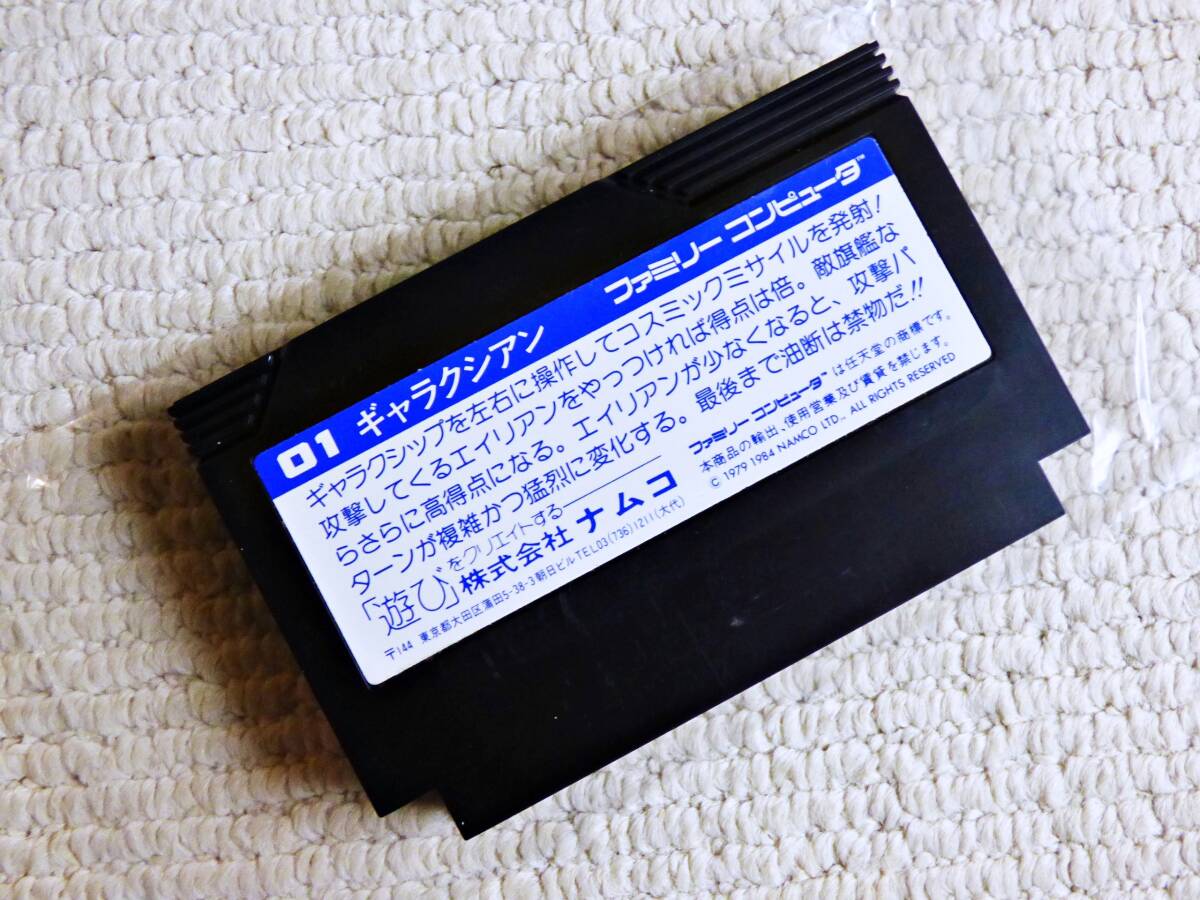 01 ギャラクシアン ファミリー コンピュータ™
ギャラクシップを左右に操作してコスミックミサイルを発射!
攻撃してくるエイリアンをやっつければ得点は倍。敵旗艦な
らさらに高得点になる。エイリアンが少なくなると、攻撃パ
ターンが複雑かつ猛烈に変化する。最後まで油断は禁物だ!!
「遊び」をクリエイトする
株式会社 ナムコ
〒144 東京都大田区蒲田5-38-3朝日ビルTEL03(736)1211(大代)
ファミリー コンピュータ™は任天堂の商標です。
本商品の輸出、使用営業及び賃貸を禁じます。
© 1979 1984 NAMCO LTD., ALL RIGHTS RESERVED